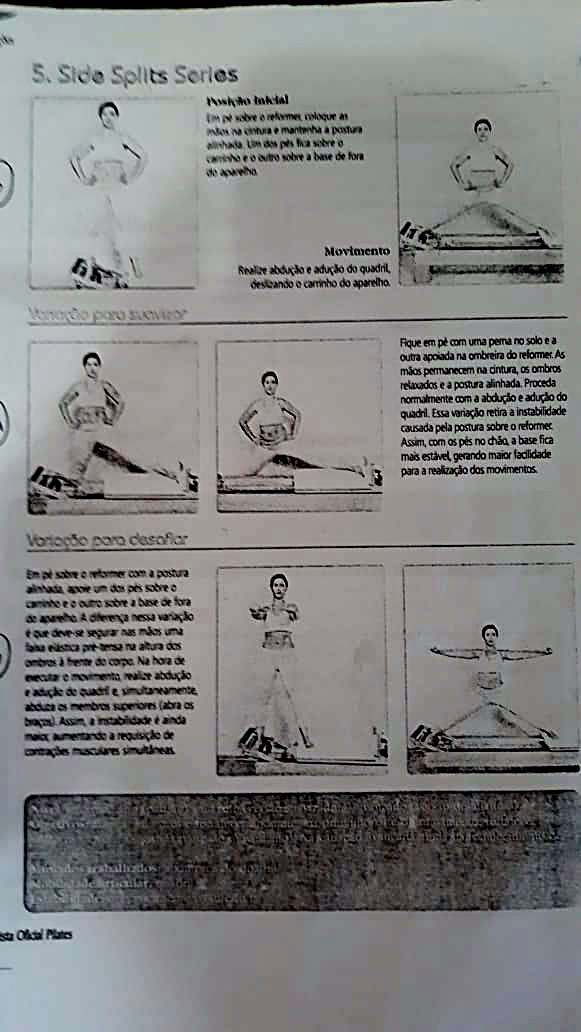 5. Side Splits Series
Posição Inicial
Em pé sobre o reformer, coloque as
mãos na cintura e mantenha a postura
alinhada. Um dos pés fica sobre o
carrinho e o outro sobre a base de fora
do aparelho.
Movimento
Realize abdução e adução do quadril,
deslizando o carrinho do aparelho.
Variação para suavizar
Fique em pé com uma perna no solo e a
outra apoiada na ombreira do reformer. As
mãos permanecem na cintura, os ombros
relaxados e a postura alinhada. Proceda
normalmente com a abdução e adução do
quadril. Essa variação retira a instabilidade
causada pela postura sobre o reformer.
Assim, com os pés no chão, a base fica
mais estável, gerando maior facilidade
para a realização dos movimentos.
Variação para desafiar
Em pé sobre o reformer com a postura
alinhada, apoie um dos pés sobre o
carrinho e o outro sobre a base de fora
do aparelho. A diferença nessa variação
é que deve-se segurar nas mãos uma
faixa elástica pré-tensa na altura dos
ombros à frente do corpo. Na hora de
executar o movimento, realize abdução
e adução do quadril e, simultaneamente,
abduza os membros superiores (abra os
braços). Assim, a instabilidade é ainda
maior, aumentando a requisição de
contrações musculares simultâneas.
trabalhados:
articular:
Oficial Pilates